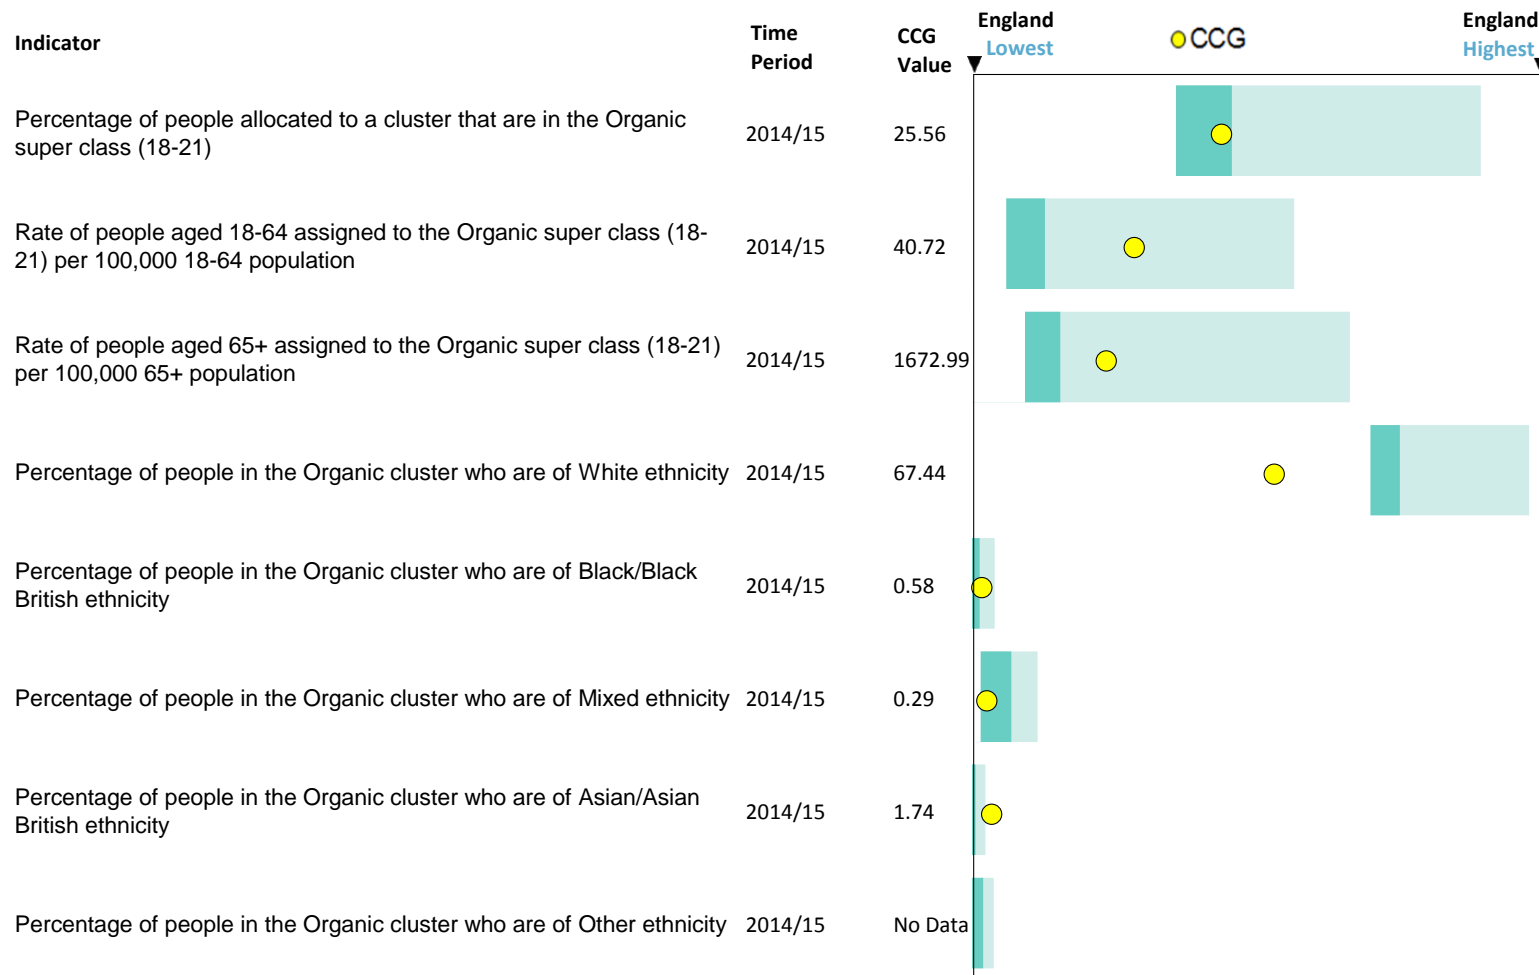 Indicator
Time
Period
CCG
Value
England
Lowest
CCG
England
Highest
Percentage of people allocated to a cluster that are in the Organic
super class (18-21)
2014/15
25.56
Rate of people aged 18-64 assigned to the Organic super class (18-
21) per 100,000 18-64 population
2014/15
40.72
Rate of people aged 65+ assigned to the Organic super class (18-21)
per 100,000 65+ population
2014/15
1672.99
Percentage of people in the Organic cluster who are of White ethnicity
2014/15
67.44
Percentage of people in the Organic cluster who are of Black/Black
British ethnicity
2014/15
0.58
Percentage of people in the Organic cluster who are of Mixed ethnicity
2014/15
0.29
Percentage of people in the Organic cluster who are of Asian/Asian
British ethnicity
2014/15
1.74
Percentage of people in the Organic cluster who are of Other ethnicity
2014/15
No Data